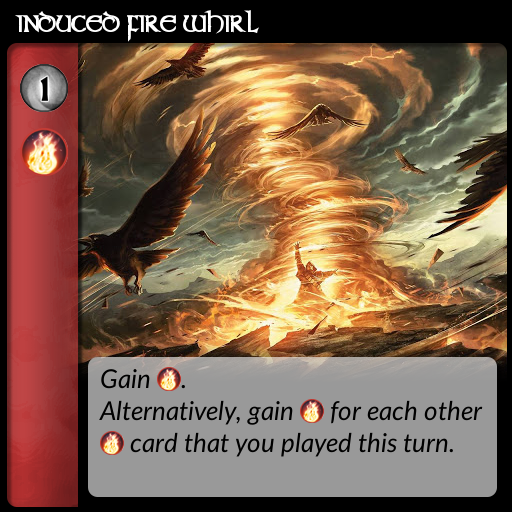 Induced Fire Whirl
1
Gain .
Alternatively, gain for each other
card that you played this turn.